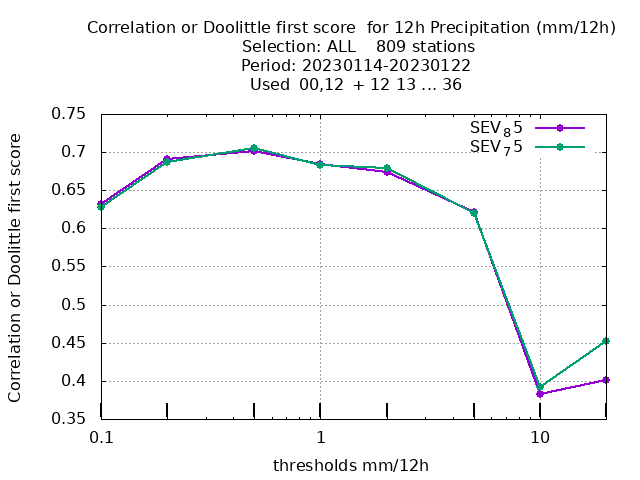 Correlation or Doolittle first score  for 12h Precipitation (mm/12h)
Selection: ALL    809 stations
Period: 20230114-20230122
Used  00,12  + 12 13 ... 36
SEV₈5
SEV₇5
Correlation or Doolittle first score
0.75
0.7
0.65
0.6
0.55
0.5
0.45
0.4
0.35
0.1
1
10
thresholds mm/12h